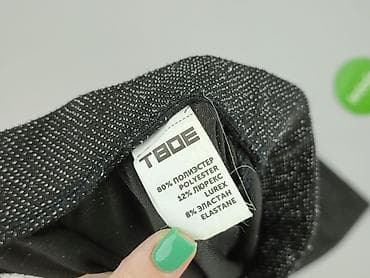 ТВОЕ
80% ПОЛИЭСТЕР
POLYESTER
12% ЛЮРЕКС
LUREX
8% ЭЛАСТАН
ELASTANE